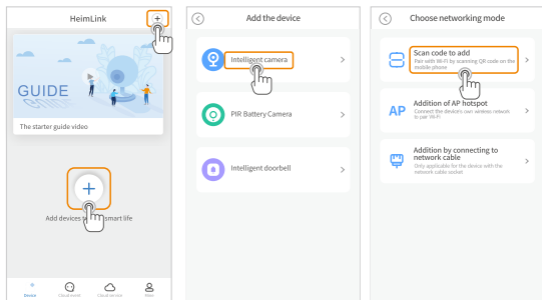 HeimLink
+
GUIDE
GUIDE
The starter guide video
+
Add devices smart life
Device
Cloud event
Cloud service
Mine
Add the device
Intelligent camera
PIR Battery Camera
Intelligent doorbell
Choose networking mode
Scan code to add
Pair with Wi-Fi by scanning QR code on the
mobile phone
AP
Addition of AP hotspot
Connect the device's own wireless network
to pair Wi-Fi
Addition by connecting to
network cable
Only applicable for the device with the
network cable socket